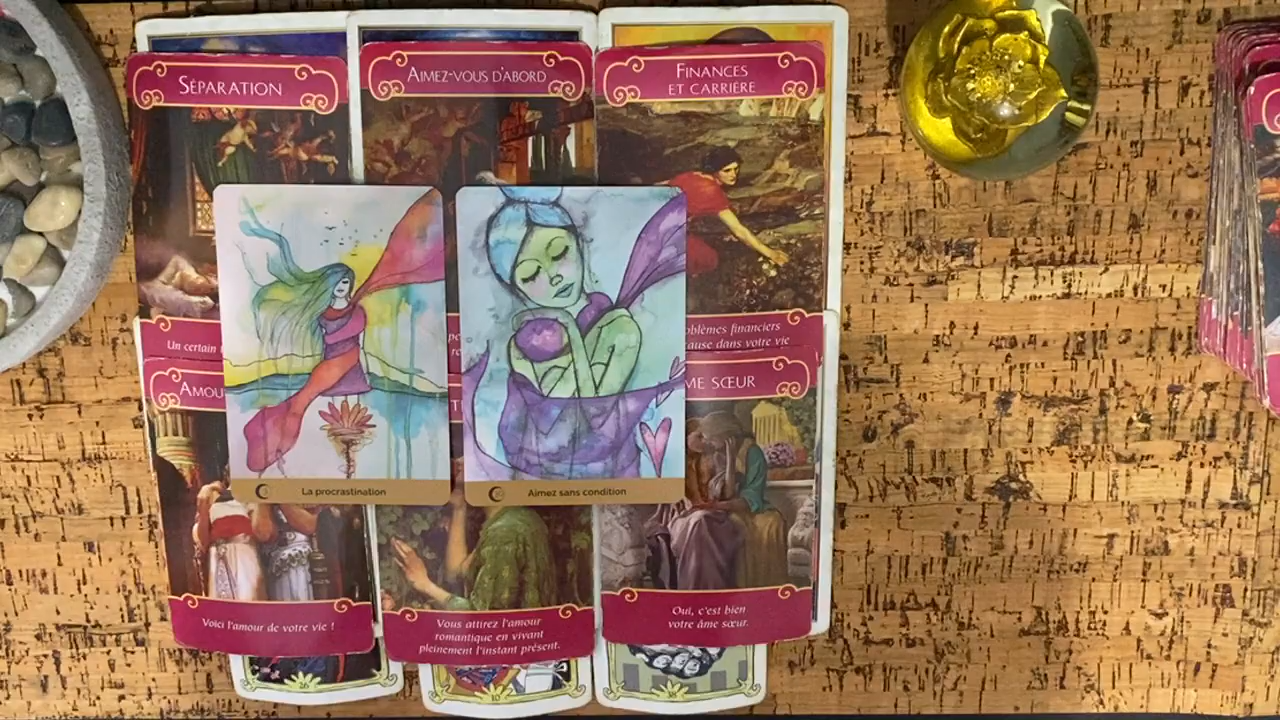 SÉPARATION
AIMEZ-VOUS D'ABORD
FINANCES
ET CARRIÈRE
Un certain
problèmes financiers
cause dans votre vie
AMOU
ME SŒUR
La procrastination
Aimez sans condition
Voici l'amour de votre vie !
Vous attirez l'amour
romantique en vivant
pleinement l'instant présent.
Oui, c'est bien
votre âme sœur.